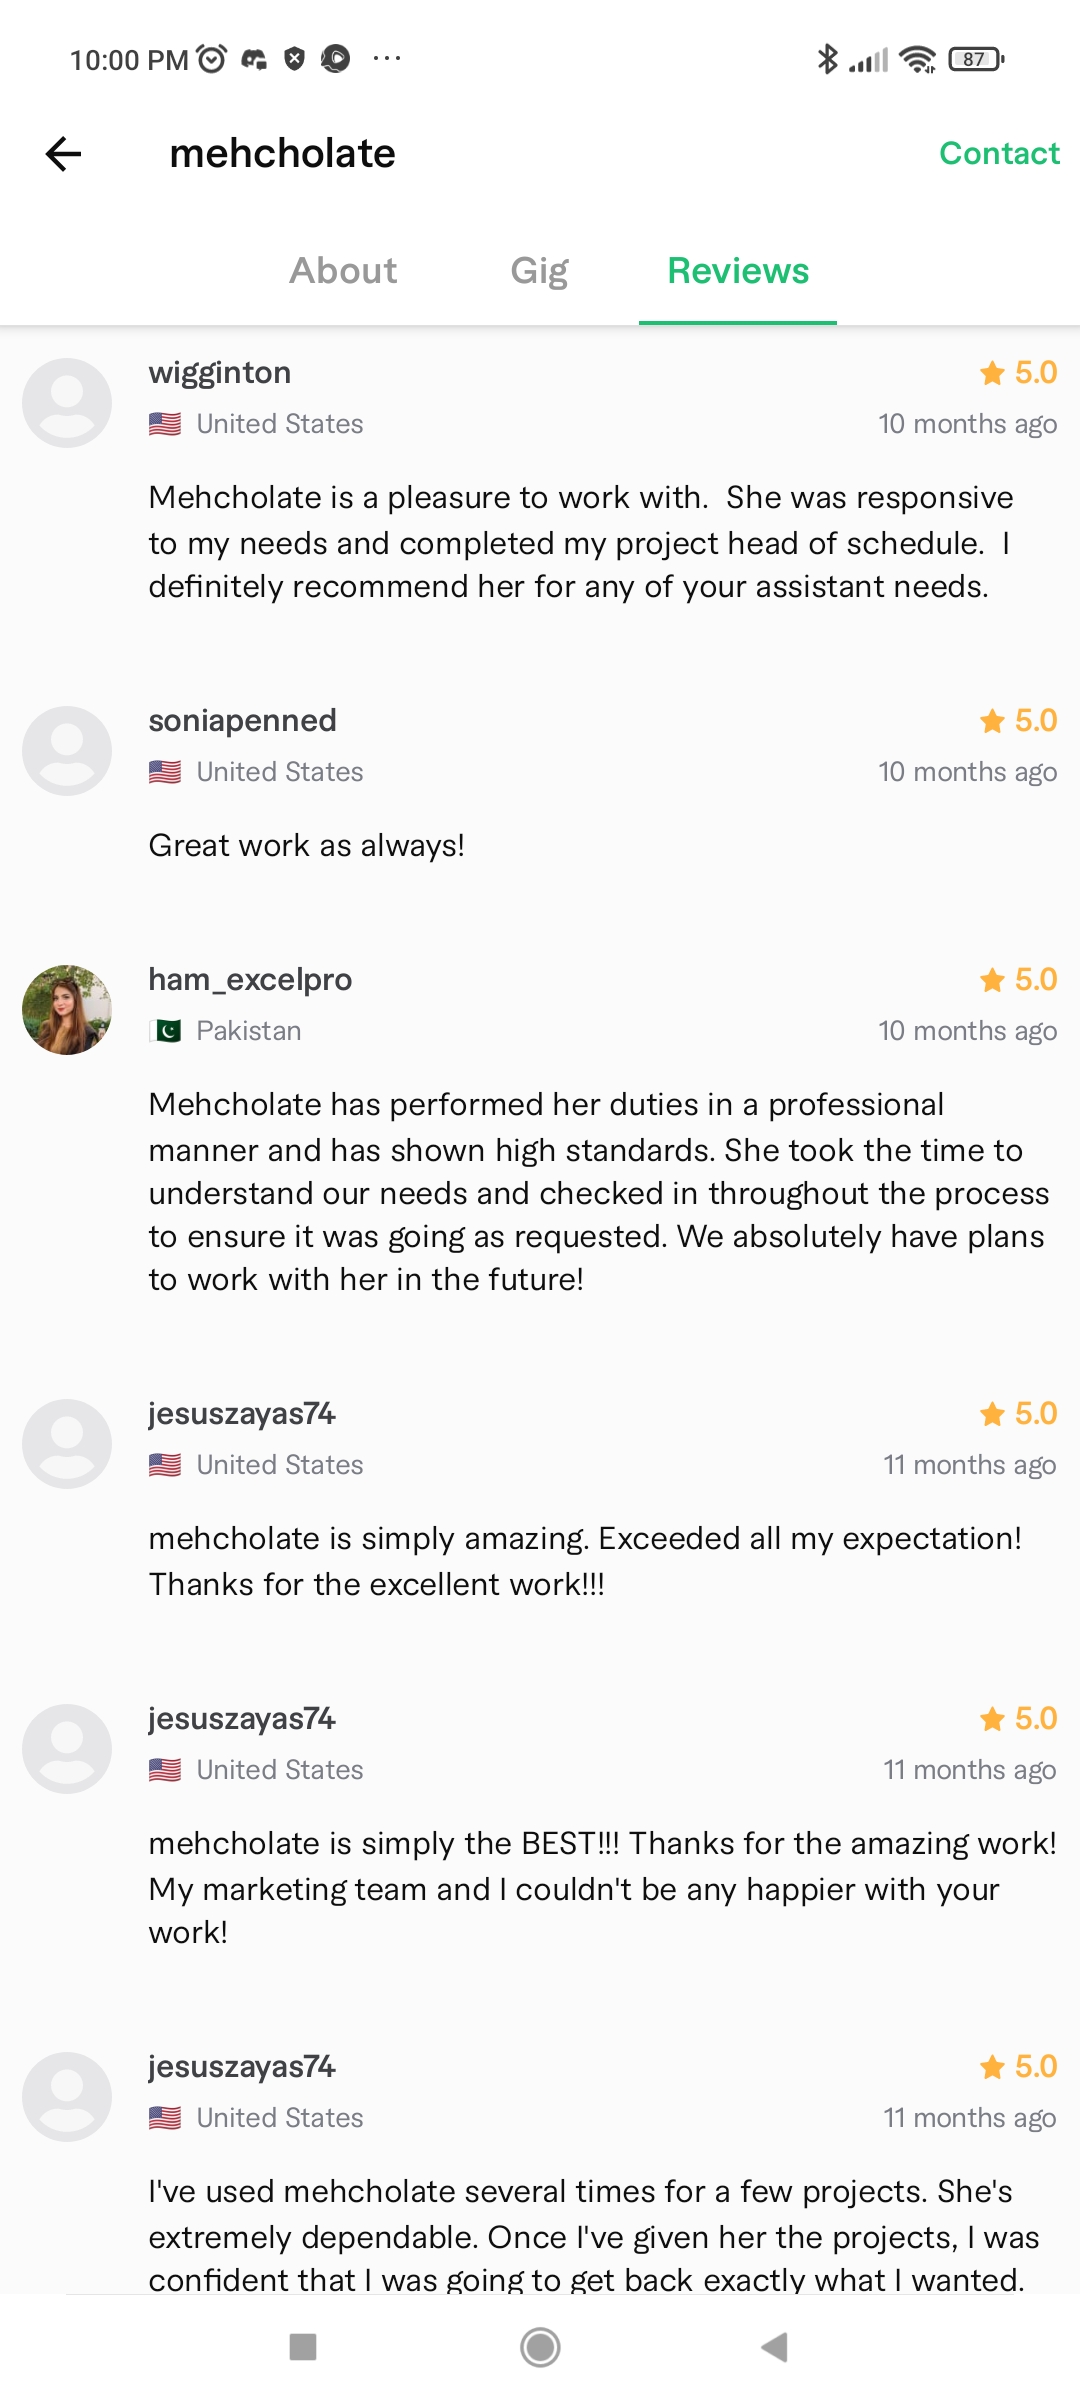 10:00 PM ... 87
mehcholate Contact
About Gig Reviews
wigginton 5.0
United States 10 months ago
Mehcholate is a pleasure to work with.  She was responsive
to my needs and completed my project head of schedule.  I
definitely recommend her for any of your assistant needs.
soniapenned 5.0
United States 10 months ago
Great work as always!
ham_excelpro 5.0
Pakistan 10 months ago
Mehcholate has performed her duties in a professional
manner and has shown high standards. She took the time to
understand our needs and checked in throughout the process
to ensure it was going as requested. We absolutely have plans
to work with her in the future!
jesuszayas74 5.0
United States 11 months ago
mehcholate is simply amazing. Exceeded all my expectation!
Thanks for the excellent work!!!
jesuszayas74 5.0
United States 11 months ago
mehcholate is simply the BEST!!! Thanks for the amazing work!
My marketing team and I couldn't be any happier with your
work!
jesuszayas74 5.0
United States 11 months ago
I've used mehcholate several times for a few projects. She's
extremely dependable. Once I've given her the projects, I was
confident that I was going to get back exactly what I wanted.